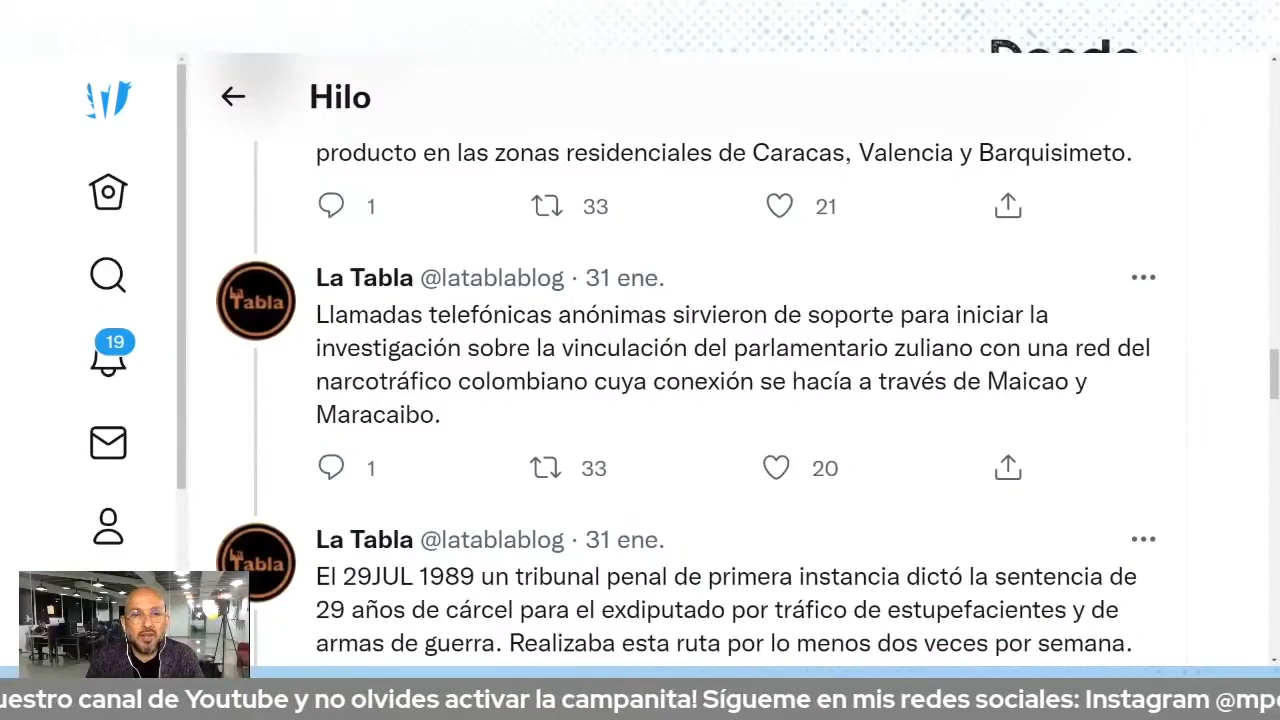 Hilo
producto en las zonas residenciales de Caracas, Valencia y Barquisimeto.
1 33 21
La Tabla @latablablog · 31 ene.
Llamadas telefónicas anónimas sirvieron de soporte para iniciar la
investigación sobre la vinculación del parlamentario zuliano con una red del
narcotráfico colombiano cuya conexión se hacía a través de Maicao y
Maracaibo.
La Tabla
19
1 33 20
La Tabla @latablablog · 31 ene.
El 29JUL 1989 un tribunal penal de primera instancia dictó la sentencia de
29 años de cárcel para el exdiputado por tráfico de estupefacientes y de
armas de guerra. Realizaba esta ruta por lo menos dos veces por semana.
La Tabla
uestro canal de Youtube y no olvides activar la campanita! Sígueme en mis redes sociales: Instagram @mp